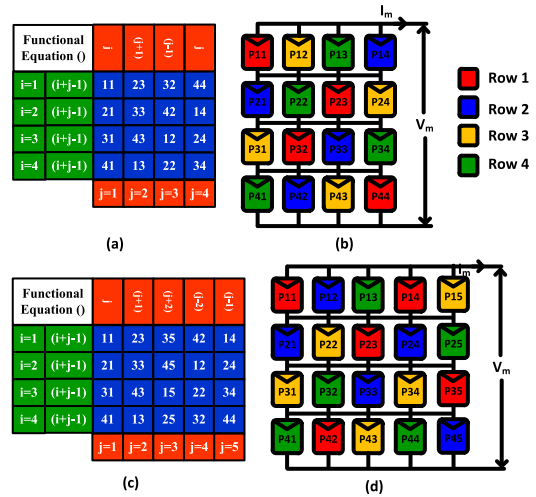 Functional Equation () j (j+1) (j-1) j
i=1 (i+j-1) 11 23 32 44
i=2 (i+j-1) 21 33 42 14
i=3 (i+j-1) 31 43 12 24
i=4 (i+j-1) 41 13 22 34
j=1 j=2 j=3 j=4
(a)
Im
P11 P12 P13 P14
P21 P22 P23 P24
P31 P32 P33 P34
P41 P42 P43 P44
Vm
(b)
Row 1
Row 2
Row 3
Row 4
Functional Equation () j (j+1) (j+2) (j-2) (j-1)
i=1 (i+j-1) 11 23 35 42 14
i=2 (i+j-1) 21 33 45 12 24
i=3 (i+j-1) 31 43 15 22 34
i=4 (i+j-1) 41 13 25 32 44
j=1 j=2 j=3 j=4 j=5
(c)
Im
P11 P12 P13 P14 P15
P21 P22 P23 P24 P25
P31 P32 P33 P34 P35
P41 P42 P43 P44 P45
Vm
(d)